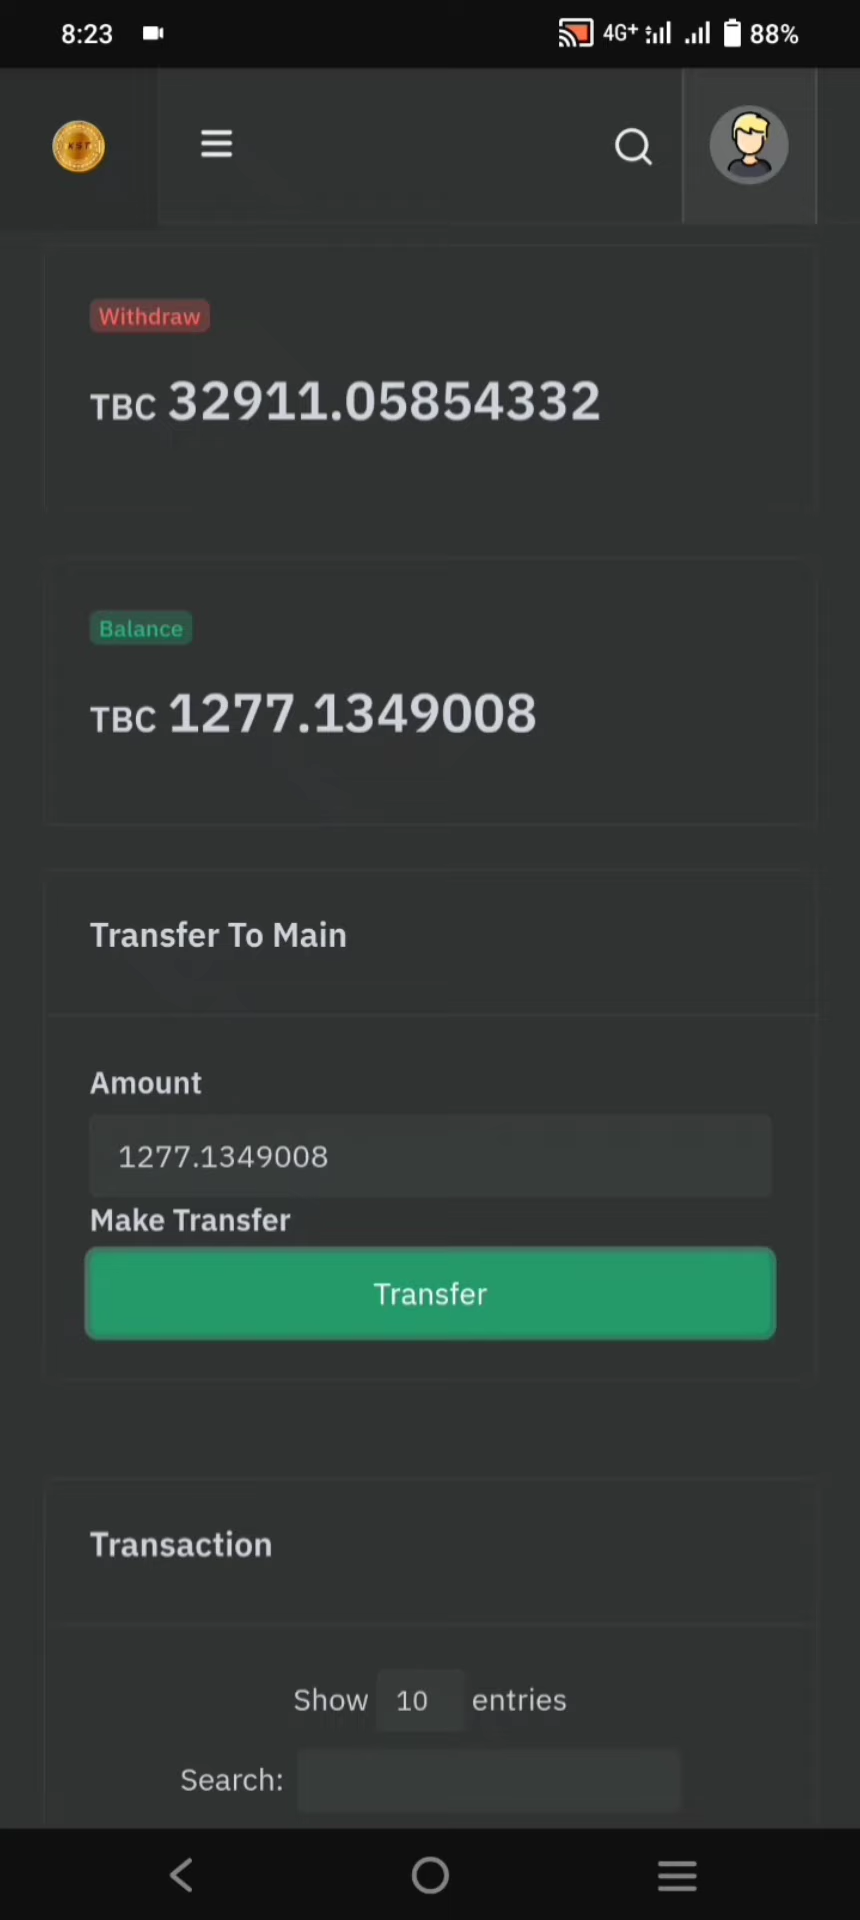 8:23 4G+ 88%
KST
Withdraw
TBC 32911.05854332
Balance
TBC 1277.1349008
Transfer To Main
Amount
1277.1349008
Make Transfer
Transfer
Transaction
Show 10 entries
Search: